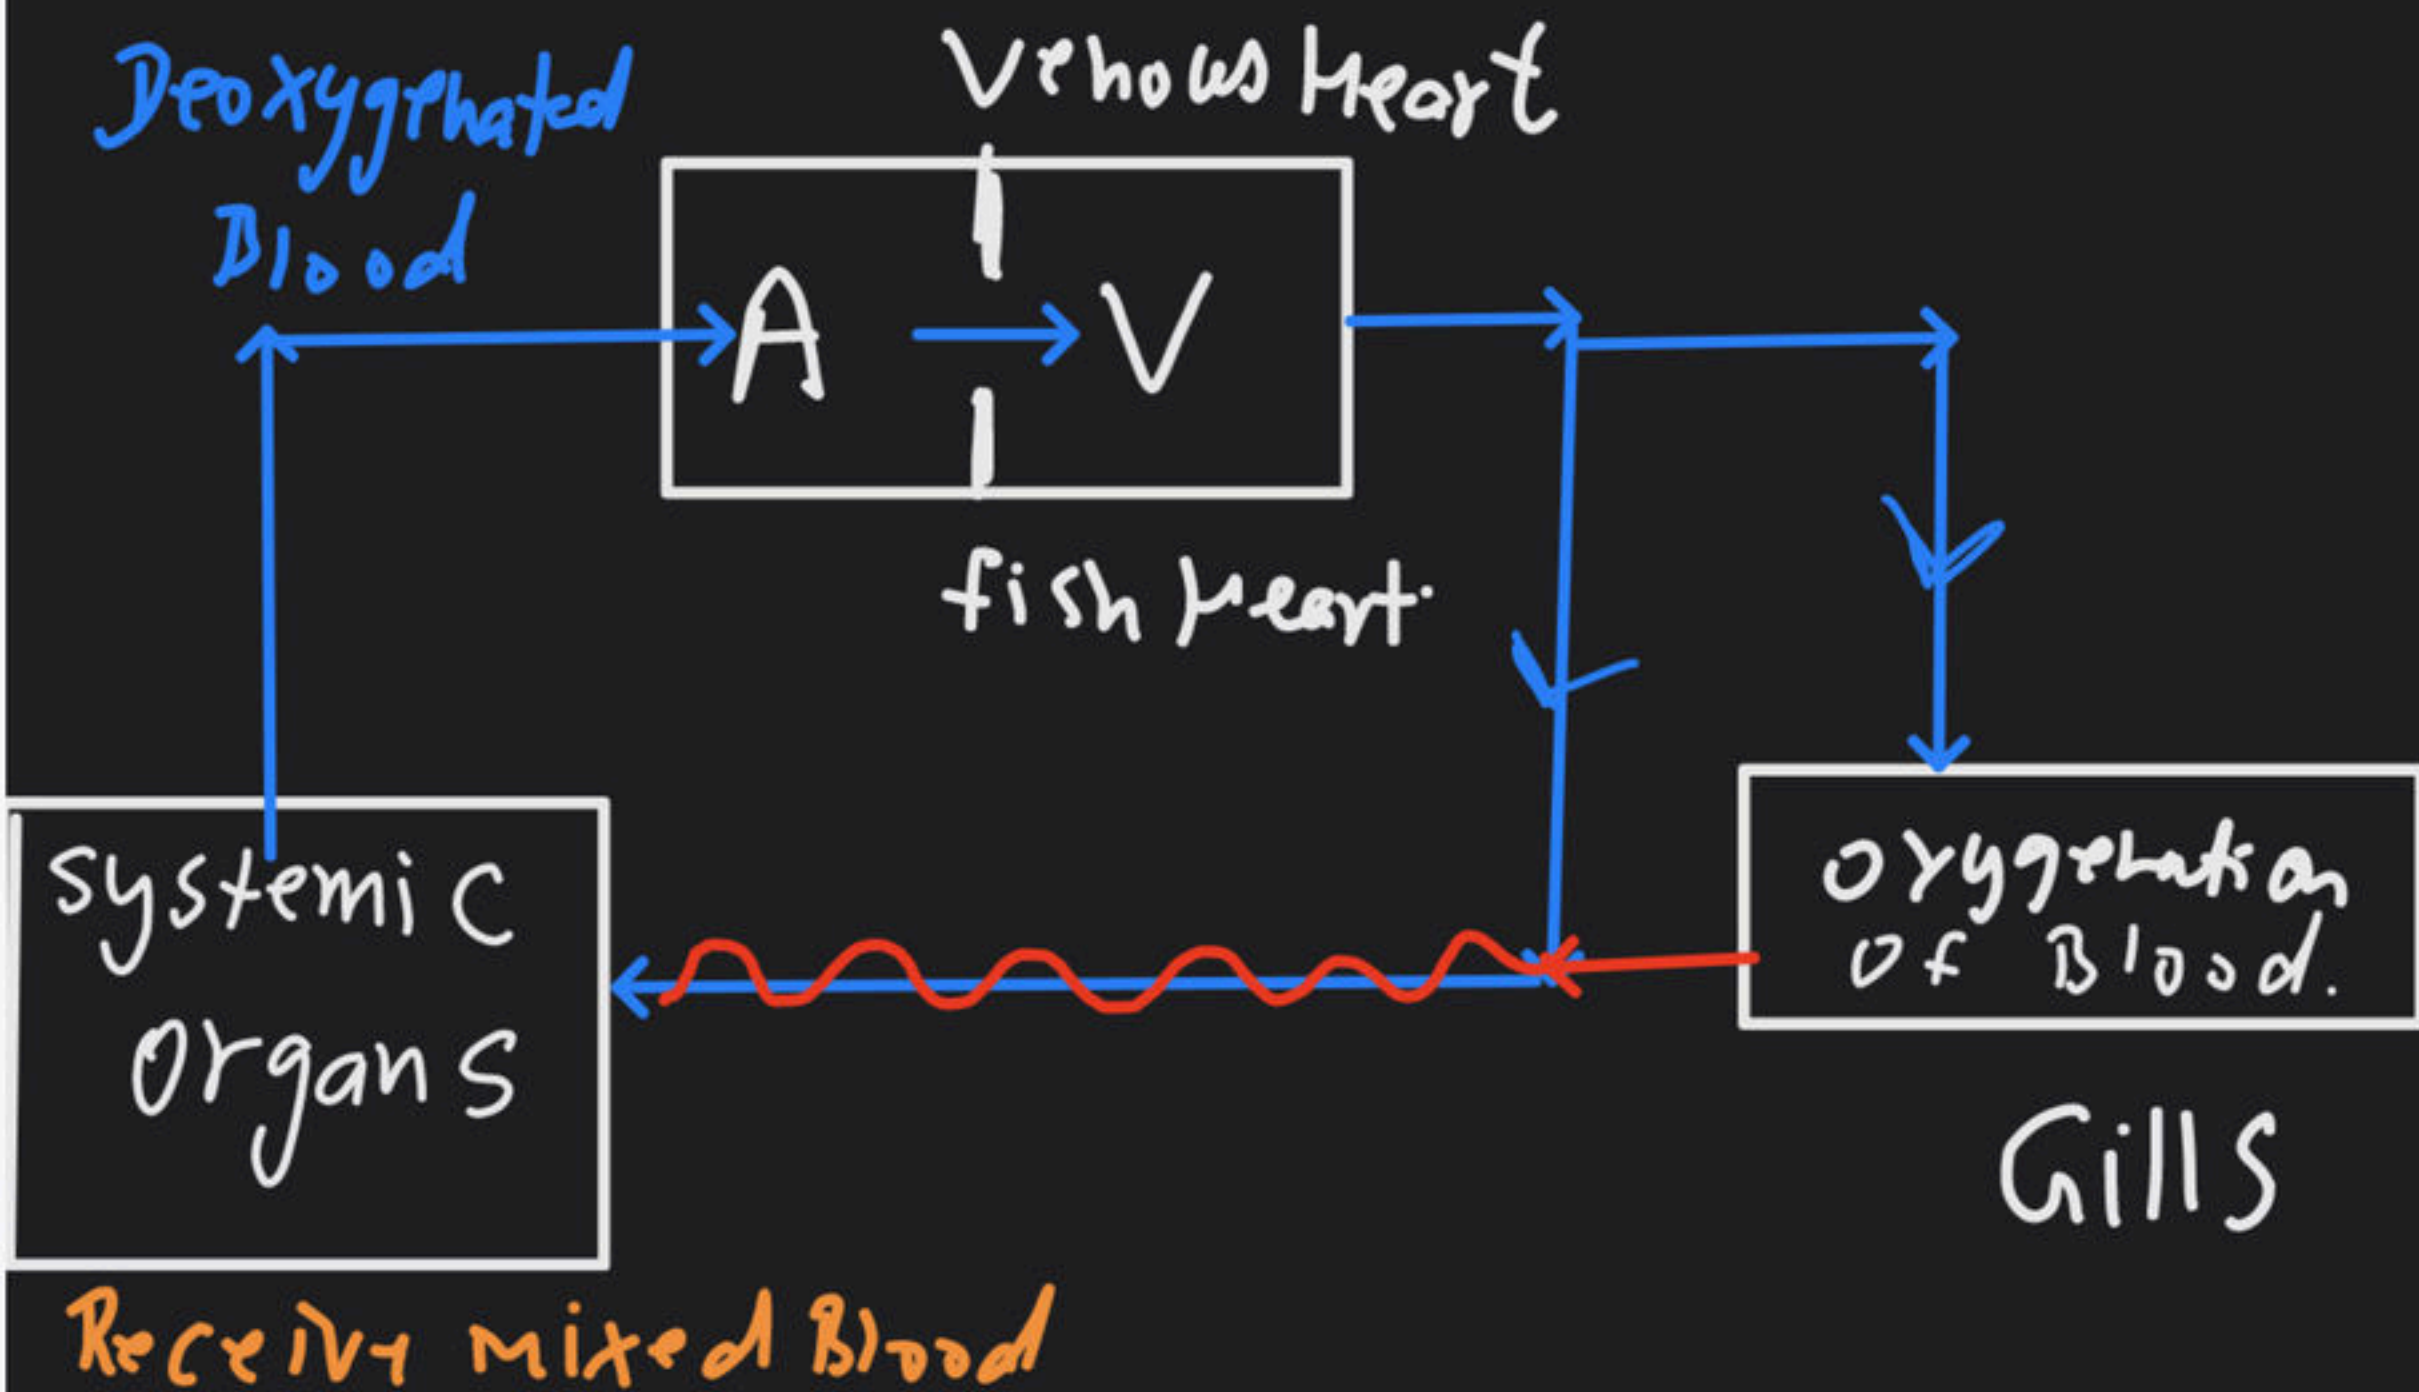 Deoxygenated
Blood
Venous Heart
A
V
fish Heart.
Systemic
Organs
oxygenation
of Blood.
Gills
Receive mixed Blood